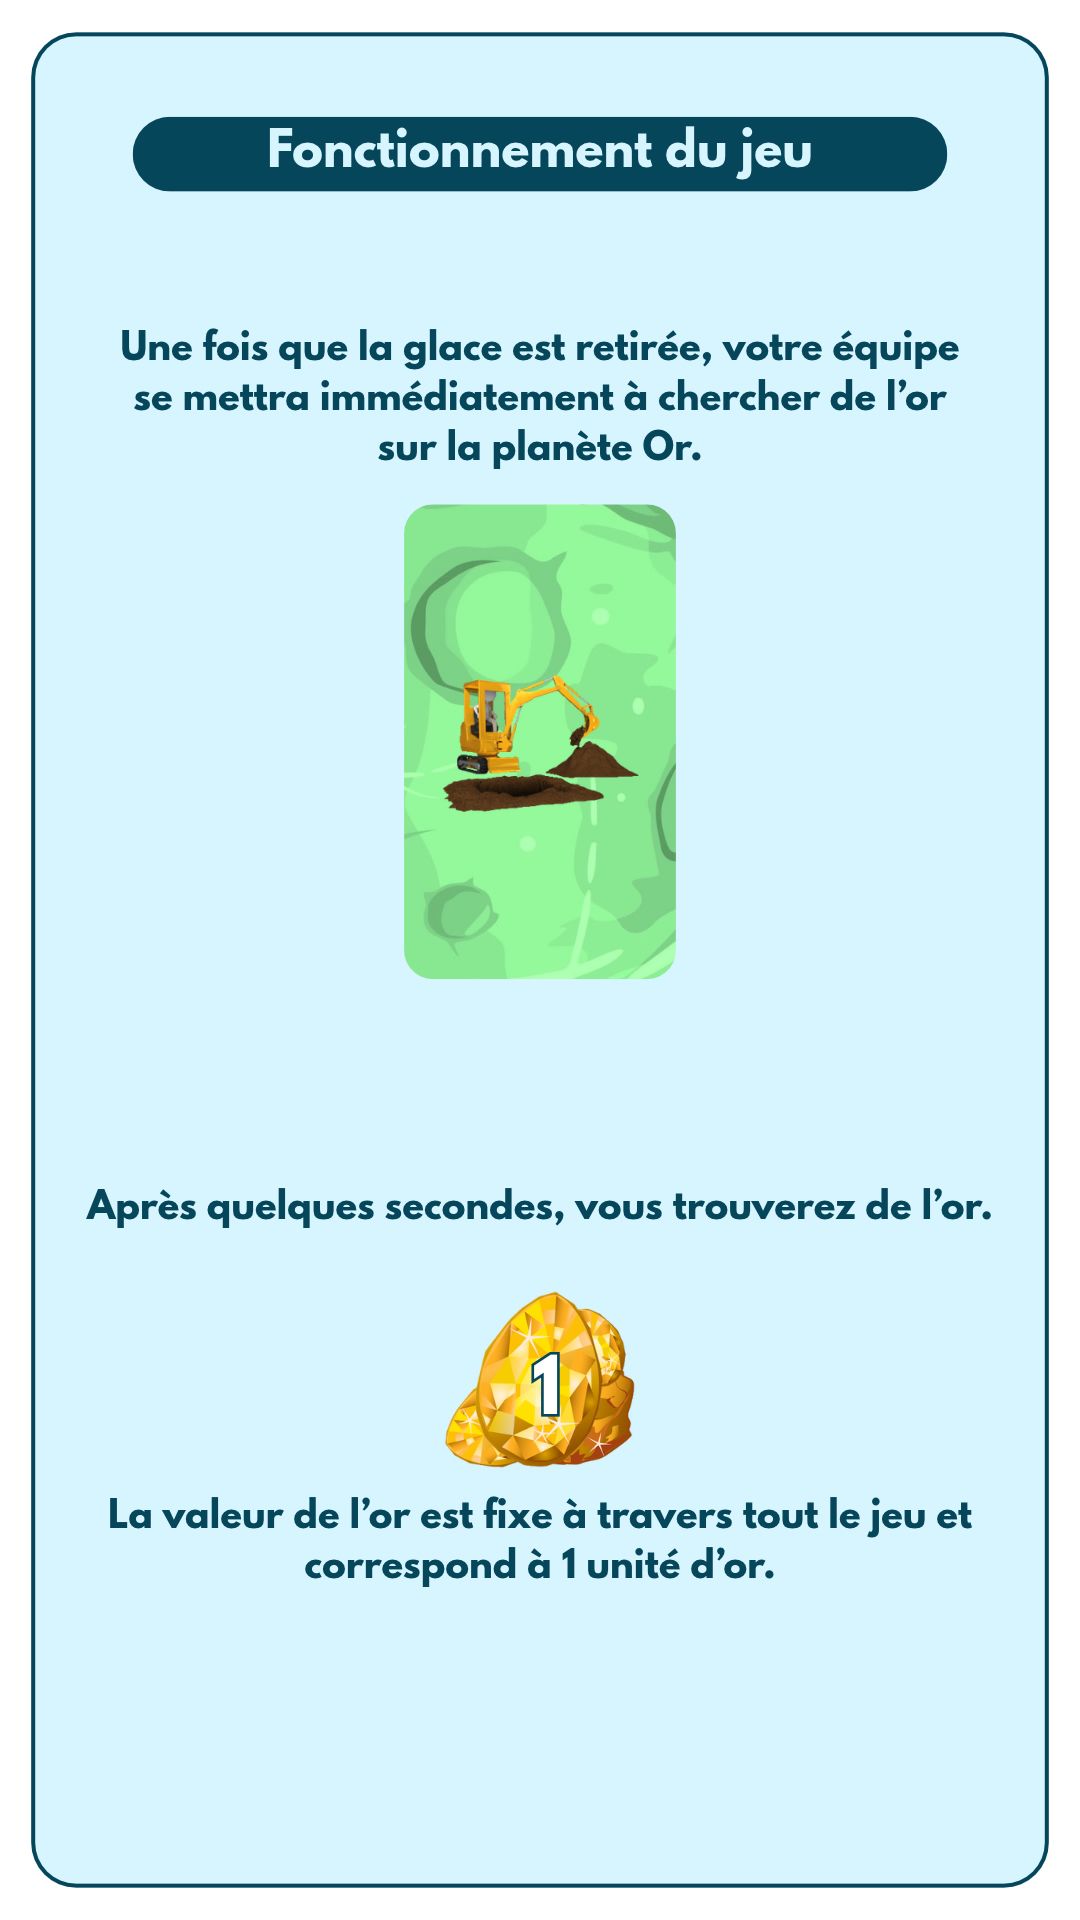 Fonctionnement du jeu
Une fois que la glace est retirée, votre équipe
se mettra immédiatement à chercher de l’or
sur la planète Or.
Après quelques secondes, vous trouverez de l’or.
1
La valeur de l’or est fixe à travers tout le jeu et
correspond à 1 unité d’or.